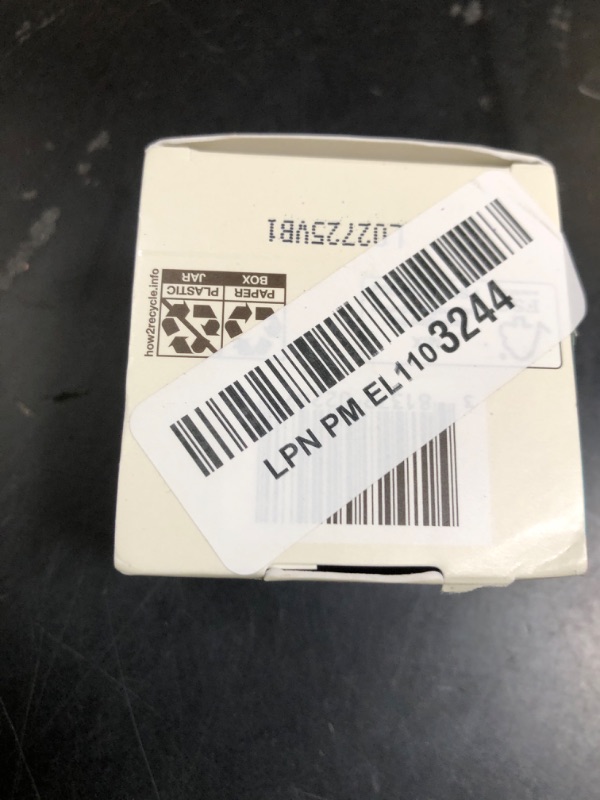 L02725VB1
PAPER
BOX
PLASTIC
JAR
how2recycle.info
LPN PM EL110 3244